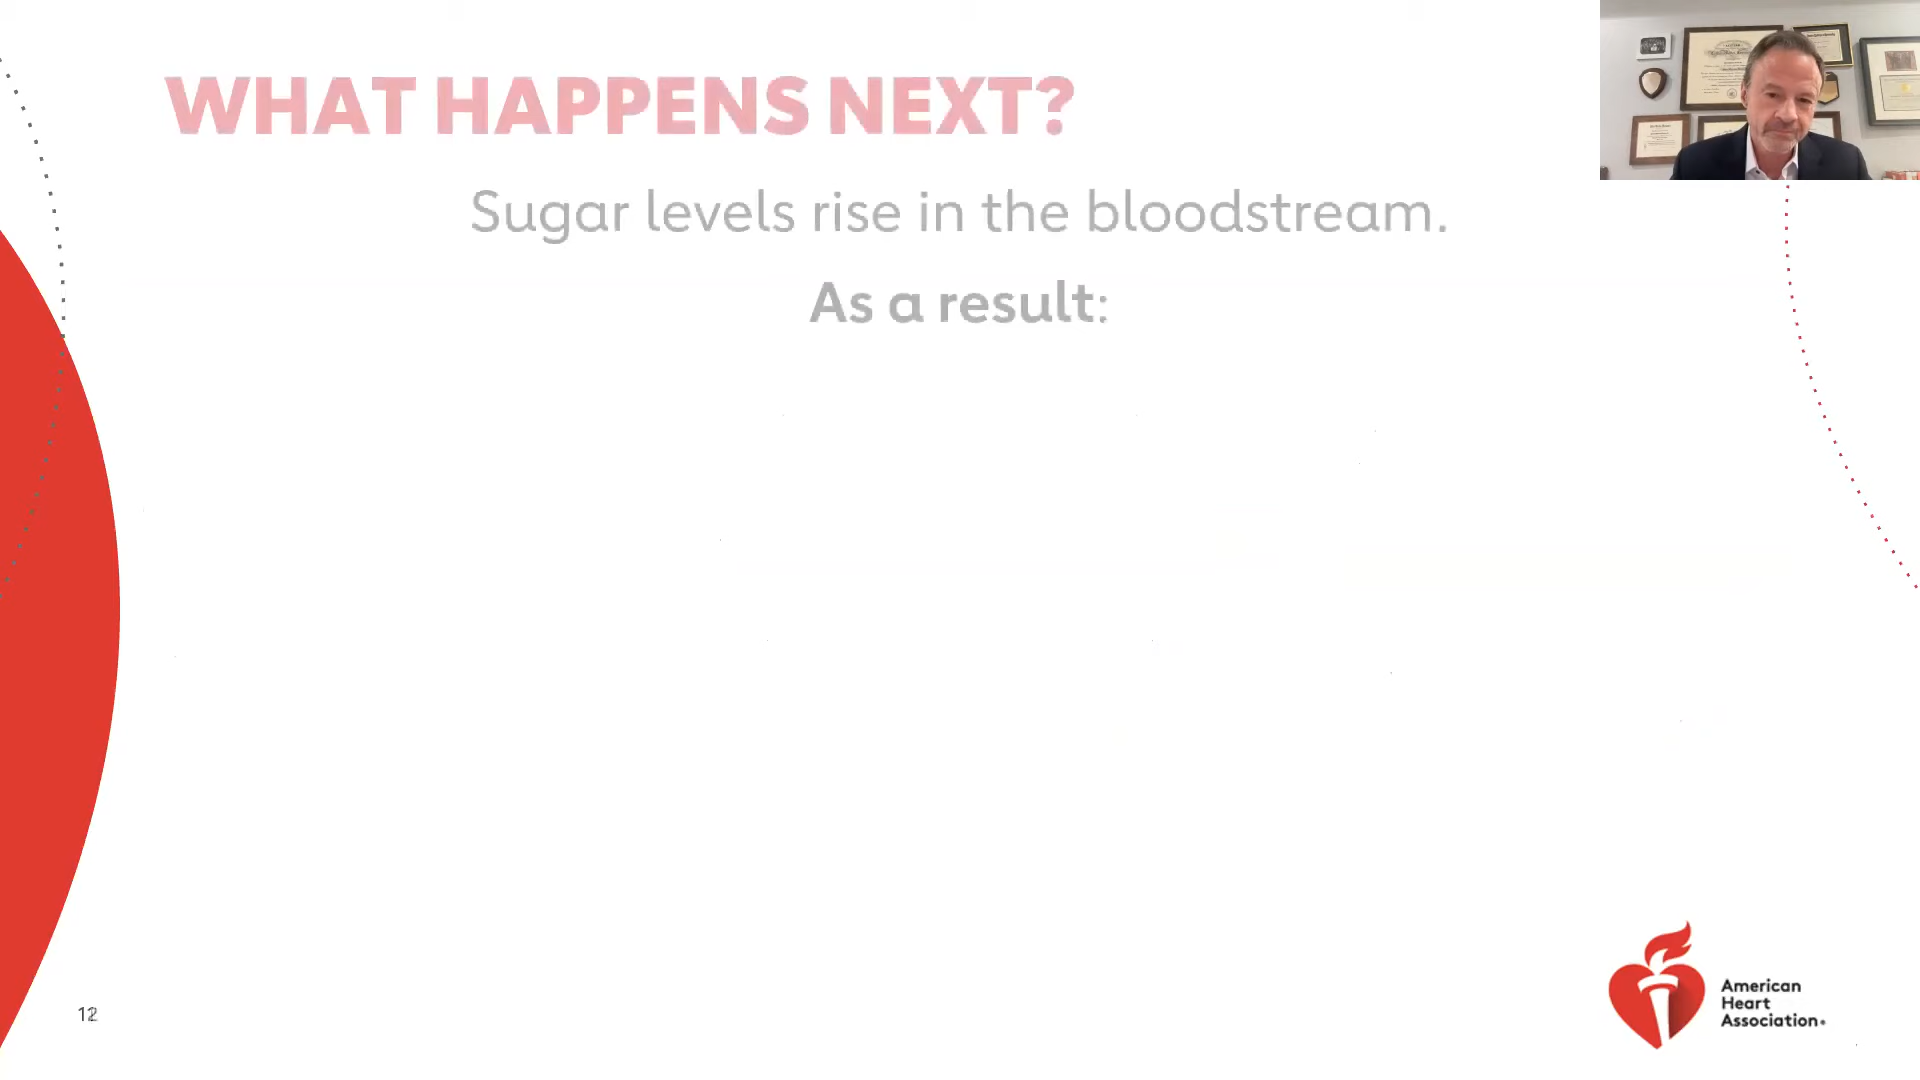 WHAT HAPPENS NEXT?
Sugar levels rise in the bloodstream.
As a result:
12
American
Heart
Association®